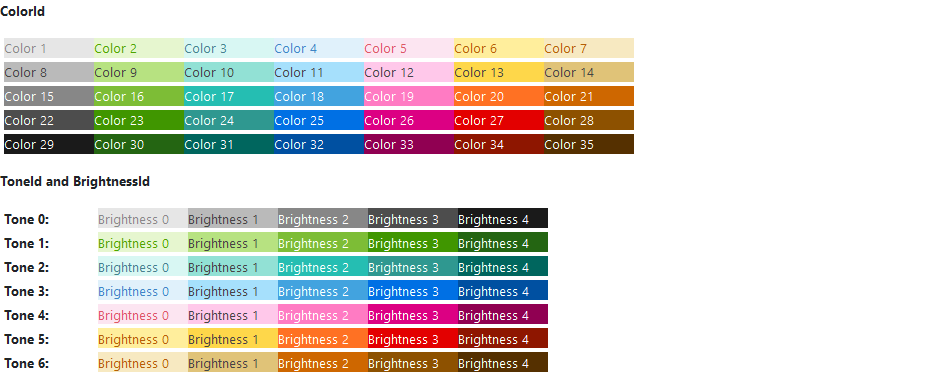 ColorId
Color 1 Color 2 Color 3 Color 4 Color 5 Color 6 Color 7
Color 8 Color 9 Color 10 Color 11 Color 12 Color 13 Color 14
Color 15 Color 16 Color 17 Color 18 Color 19 Color 20 Color 21
Color 22 Color 23 Color 24 Color 25 Color 26 Color 27 Color 28
Color 29 Color 30 Color 31 Color 32 Color 33 Color 34 Color 35
ToneId and BrightnessId
Tone 0: Brightness 0 Brightness 1 Brightness 2 Brightness 3 Brightness 4
Tone 1: Brightness 0 Brightness 1 Brightness 2 Brightness 3 Brightness 4
Tone 2: Brightness 0 Brightness 1 Brightness 2 Brightness 3 Brightness 4
Tone 3: Brightness 0 Brightness 1 Brightness 2 Brightness 3 Brightness 4
Tone 4: Brightness 0 Brightness 1 Brightness 2 Brightness 3 Brightness 4
Tone 5: Brightness 0 Brightness 1 Brightness 2 Brightness 3 Brightness 4
Tone 6: Brightness 0 Brightness 1 Brightness 2 Brightness 3 Brightness 4